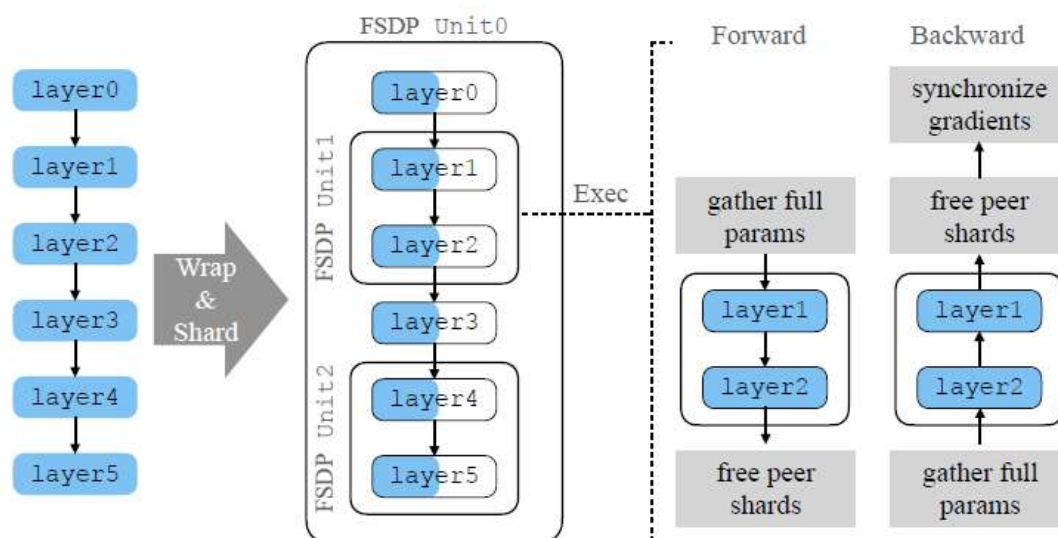 layer0
layer1
layer2
layer3
layer4
layer5
Wrap
&
Shard
FSDP Unit0
layer0
FSDP Unit1
layer1
layer2
layer3
FSDP Unit2
layer4
layer5
Exec
Forward
gather full
params
layer1
layer2
free peer
shards
Backward
synchronize
gradients
free peer
shards
layer1
layer2
gather full
params